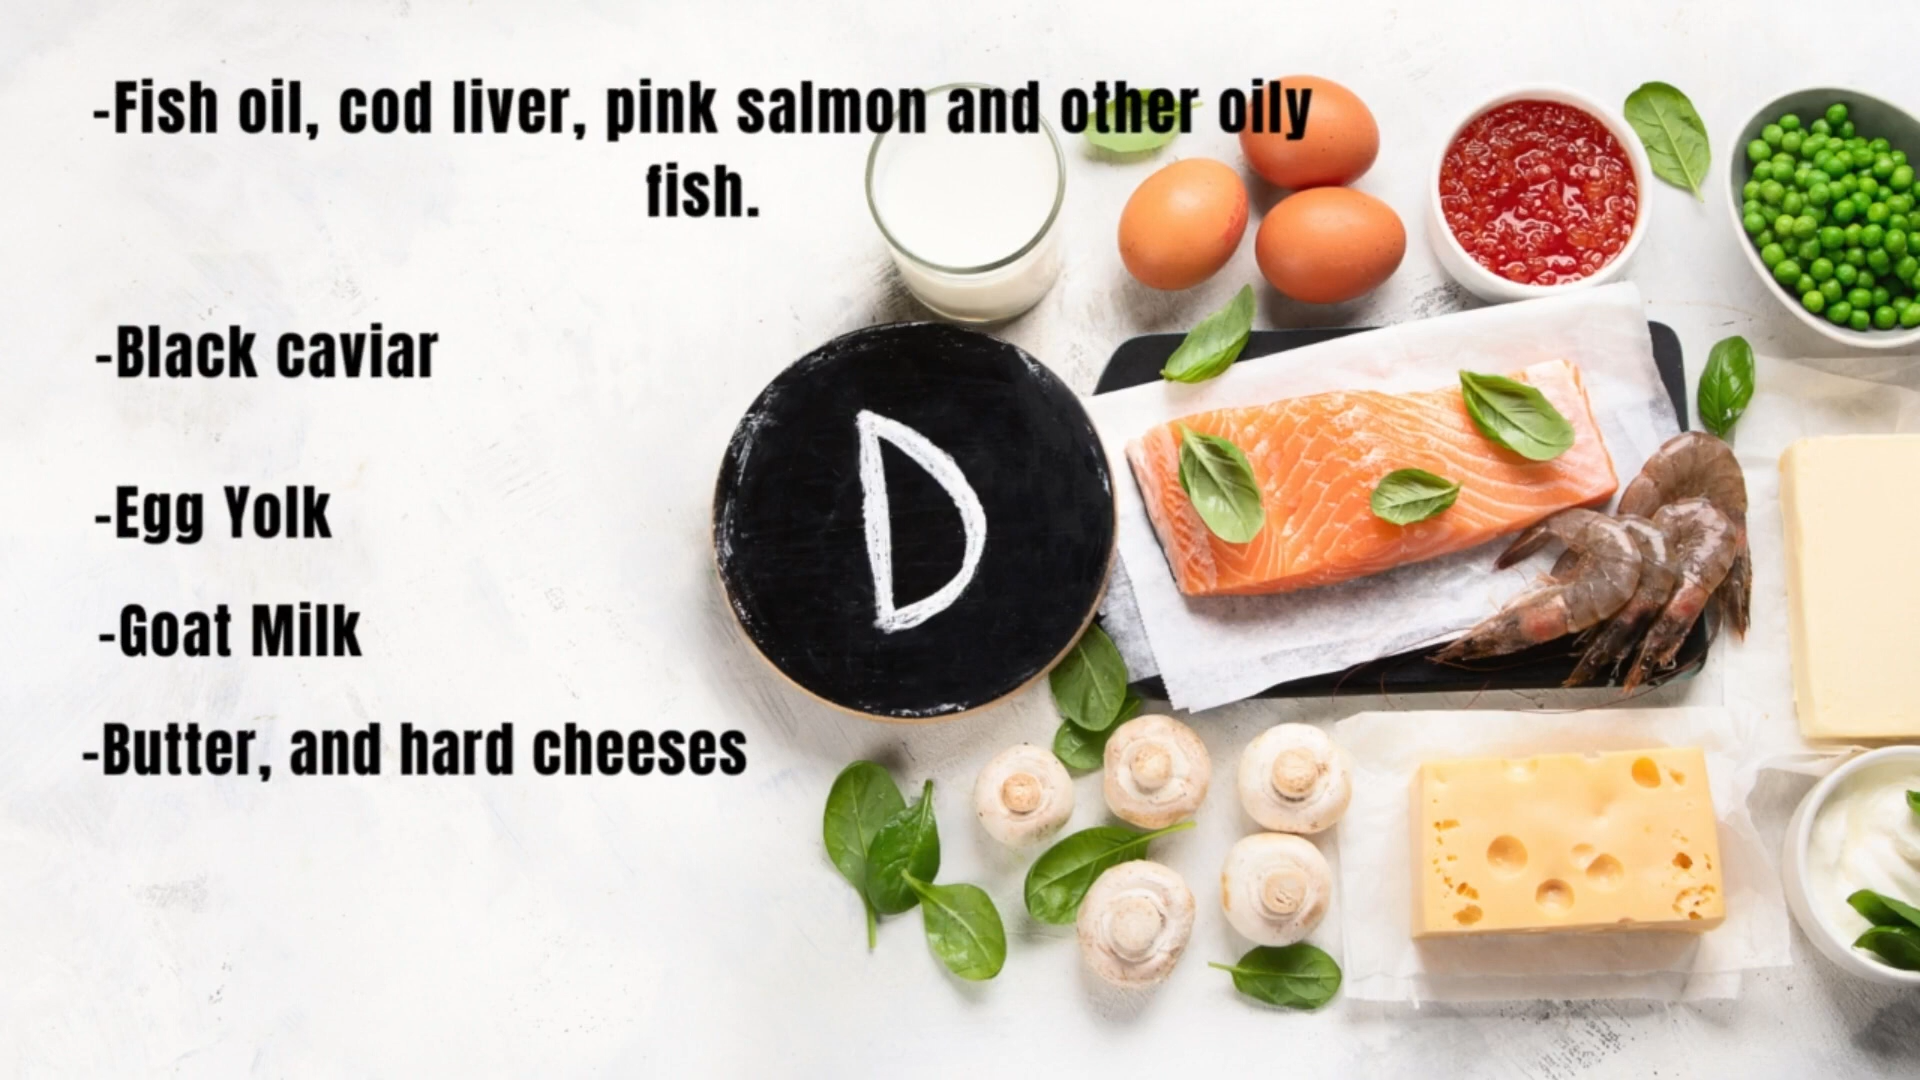 -Fish oil, cod liver, pink salmon and other oily
fish.
-Black caviar
D
-Egg Yolk
-Goat Milk
-Butter, and hard cheeses